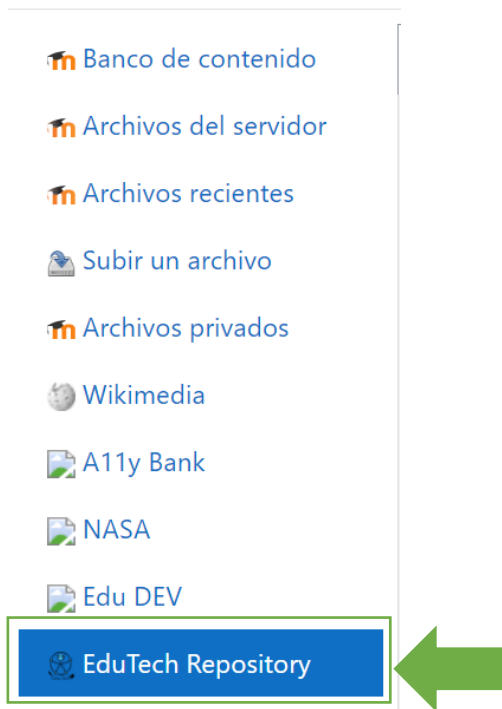 Banco de contenido
Archivos del servidor
Archivos recientes
Subir un archivo
Archivos privados
Wikimedia
A11y Bank
NASA
Edu DEV
EduTech Repository